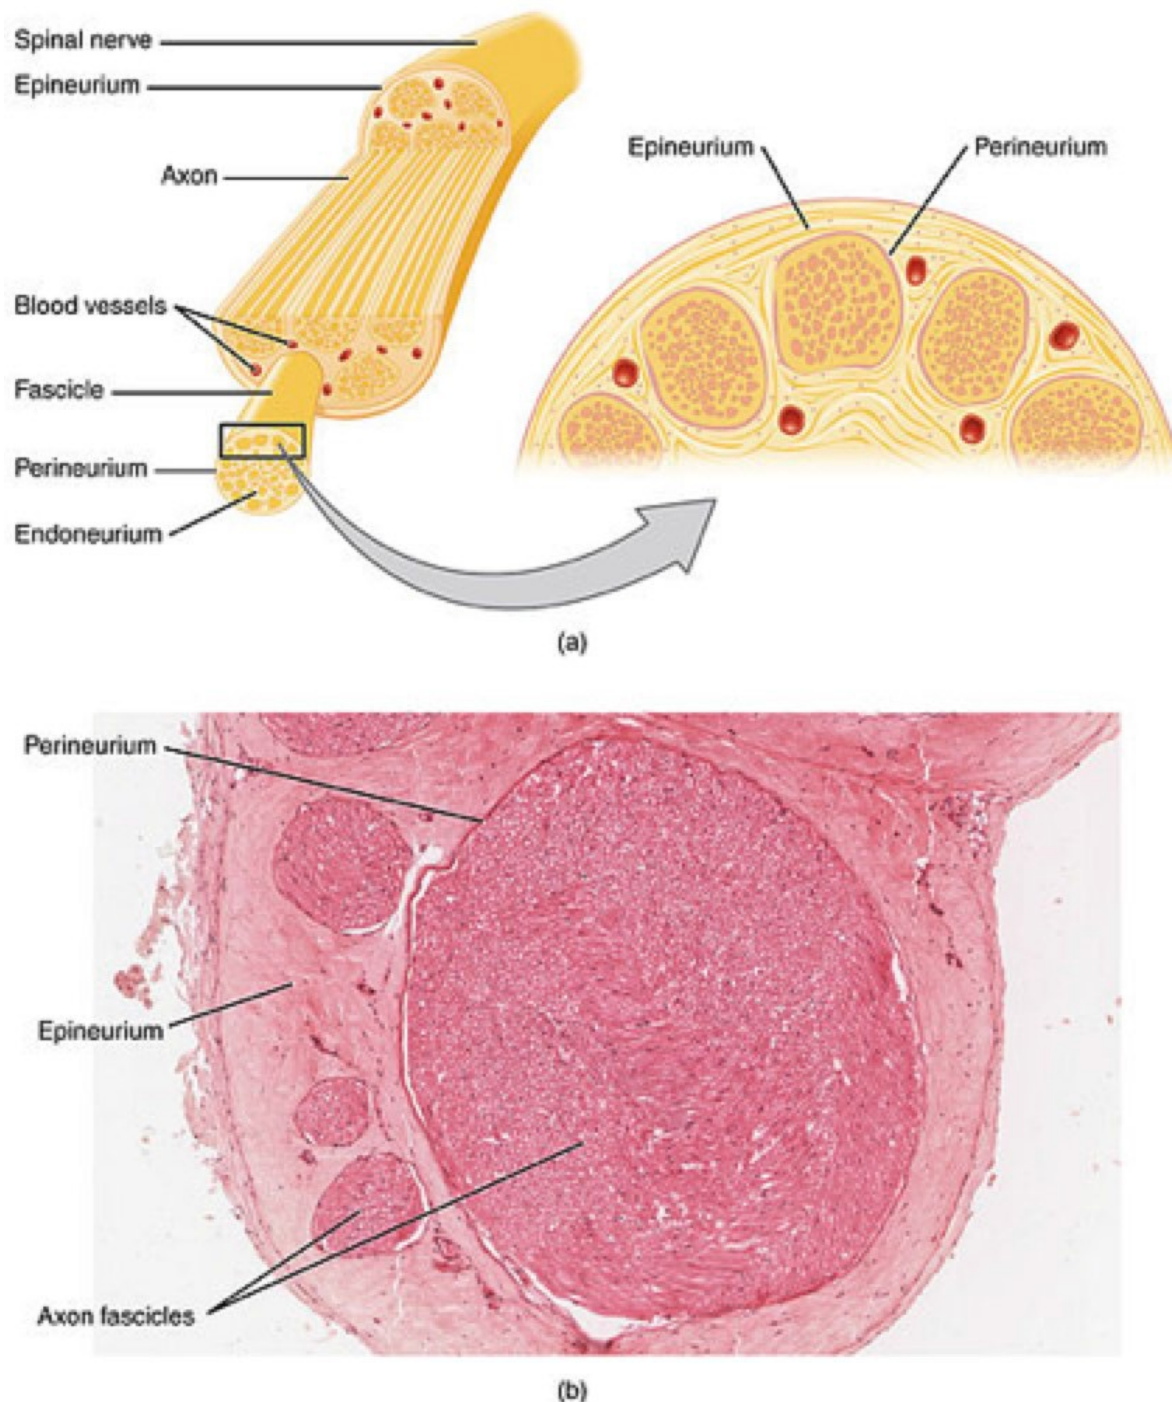 Spinal nerve
Epineurium
Axon
Blood vessels
Fascicle
Perineurium
Endoneurium
Epineurium
Perineurium
(a)
Perineurium
Epineurium
Axon fascicles
(b)